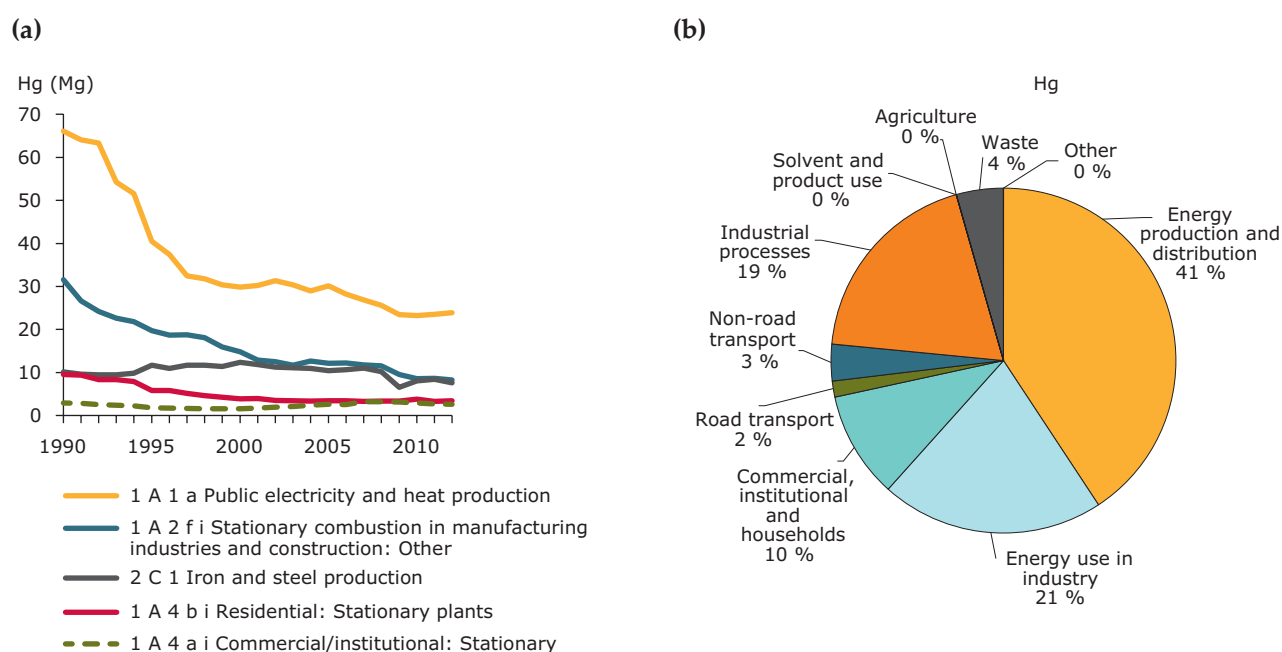 (a)
Hg (Mg)
70
60
50
40
30
20
10
0
1990 1995 2000 2005 2010
1 A 1 a Public electricity and heat production
1 A 2 f i Stationary combustion in manufacturing
industries and construction: Other
2 C 1 Iron and steel production
1 A 4 b i Residential: Stationary plants
1 A 4 a i Commercial/institutional: Stationary
(b)
Hg
Agriculture
0 %
Waste
4 %
Other
0 %
Solvent and
product use
0 %
Energy
production and
distribution
41 %
Industrial
processes
19 %
Non-road
transport
3 %
Road transport
2 %
Commercial,
institutional
and
households
10 %
Energy use in
industry
21 %